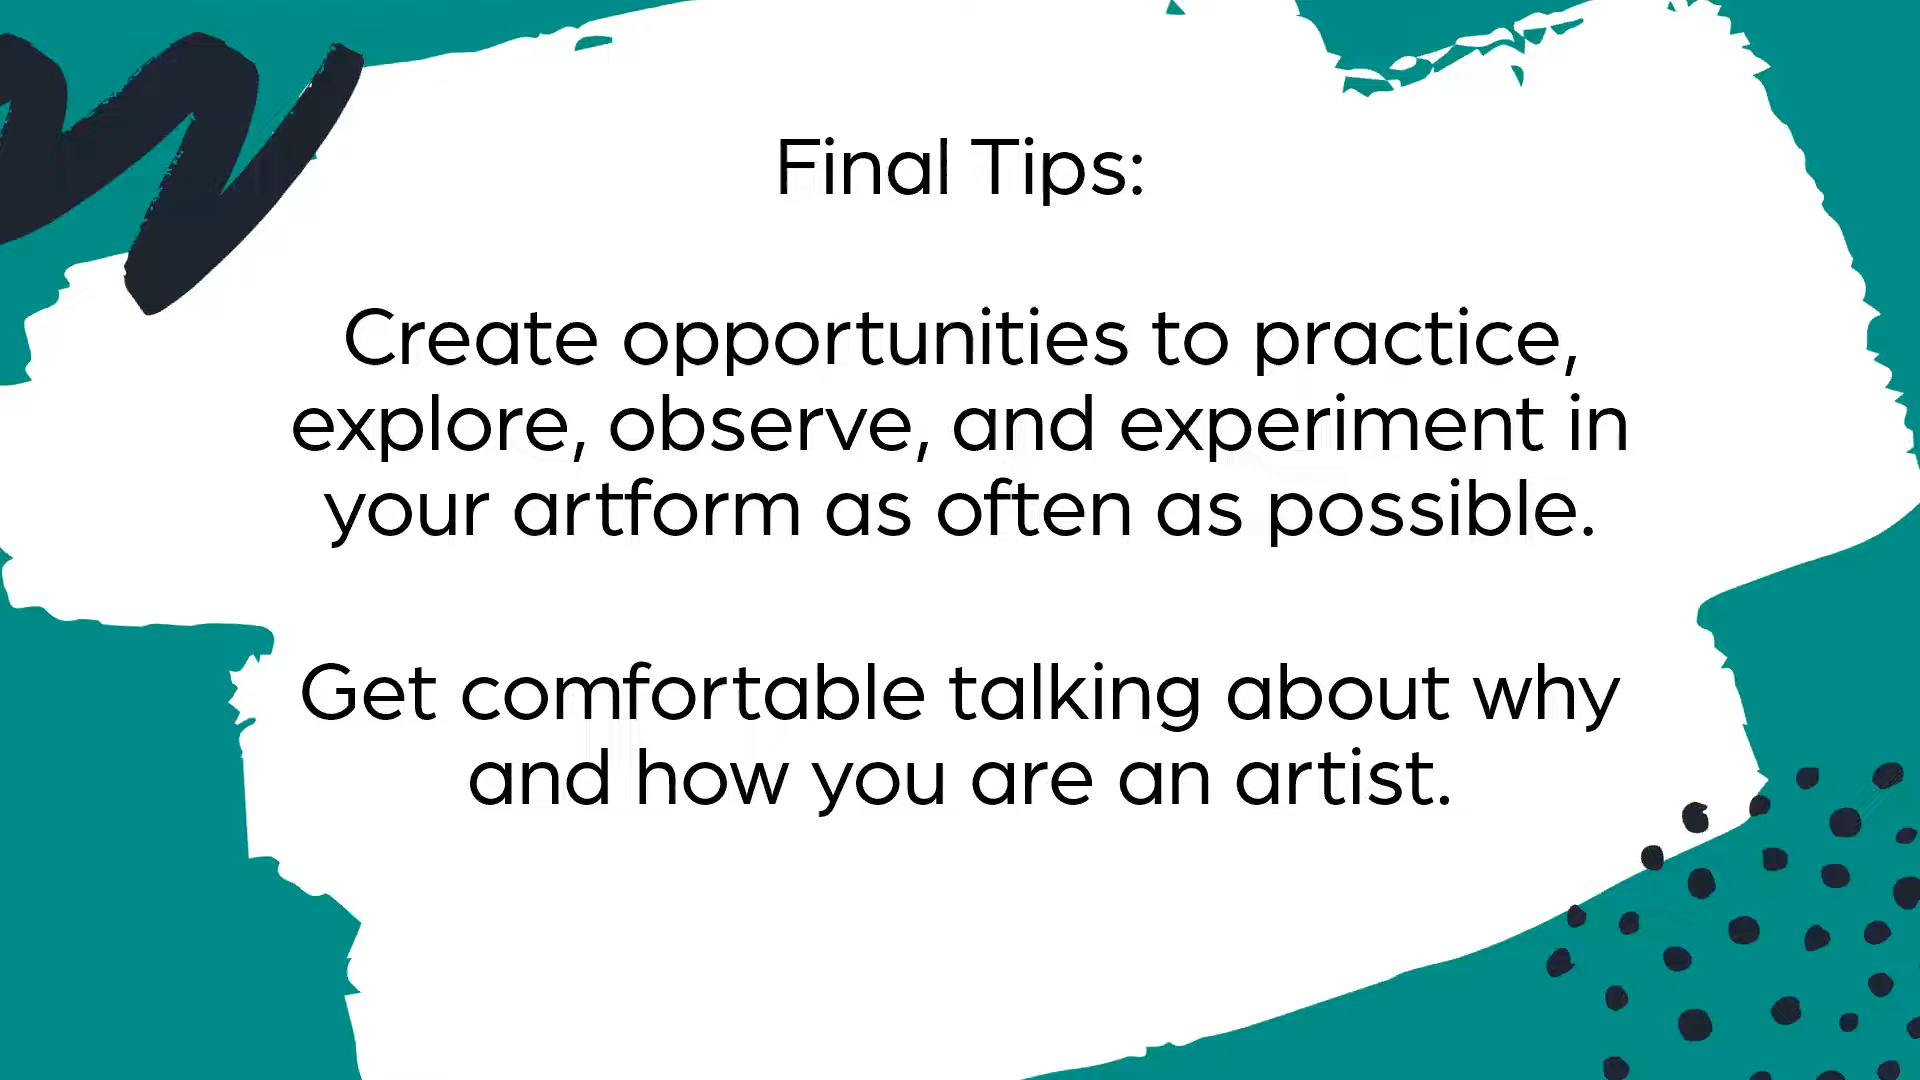 Final Tips:
Create opportunities to practice,
explore, observe, and experiment in
your artform as often as possible.
Get comfortable talking about why
and how you are an artist.